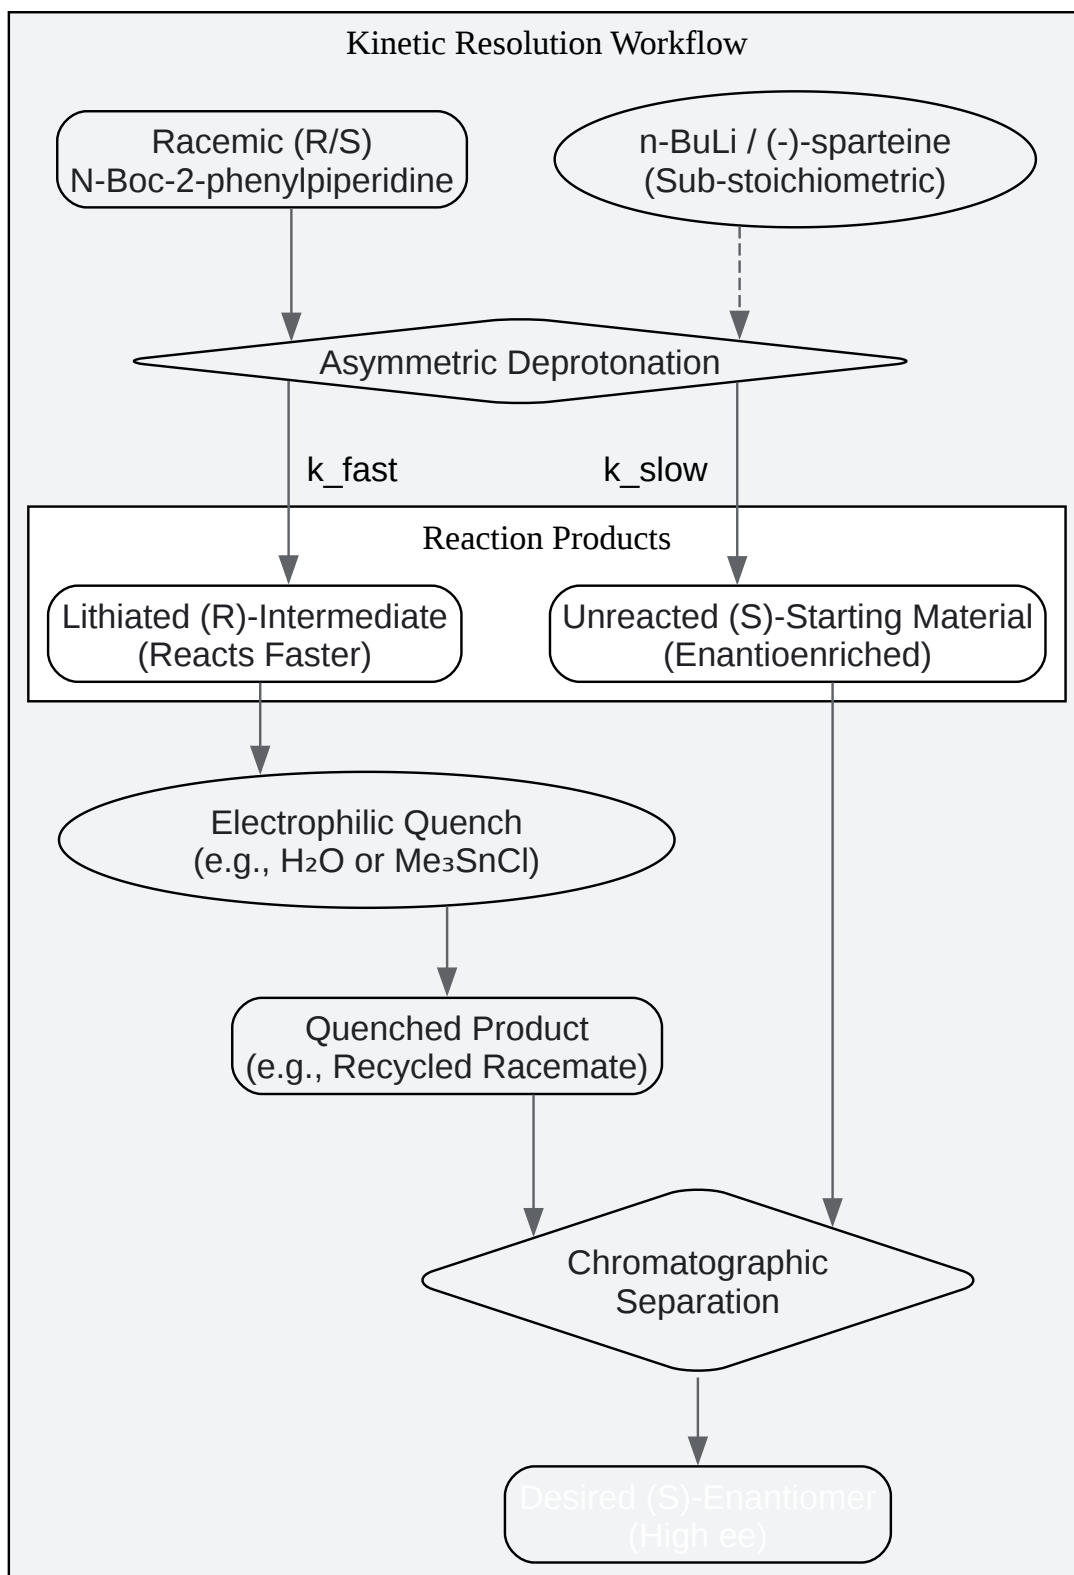 Kinetic Resolution Workflow
Racemic (R/S)
N-Boc-2-phenylpiperidine
n-BuLi / (-)-sparteine
(Sub-stoichiometric)
Asymmetric Deprotonation
k_fast
k_slow
Reaction Products
Lithiated (R)-Intermediate
(Reacts Faster)
Unreacted (S)-Starting Material
(Enantioenriched)
Electrophilic Quench
(e.g., H₂O or Me₃SnCl)
Quenched Product
(e.g., Recycled Racemate)
Chromatographic
Separation
Desired (S)-Enantiomer
(High ee)